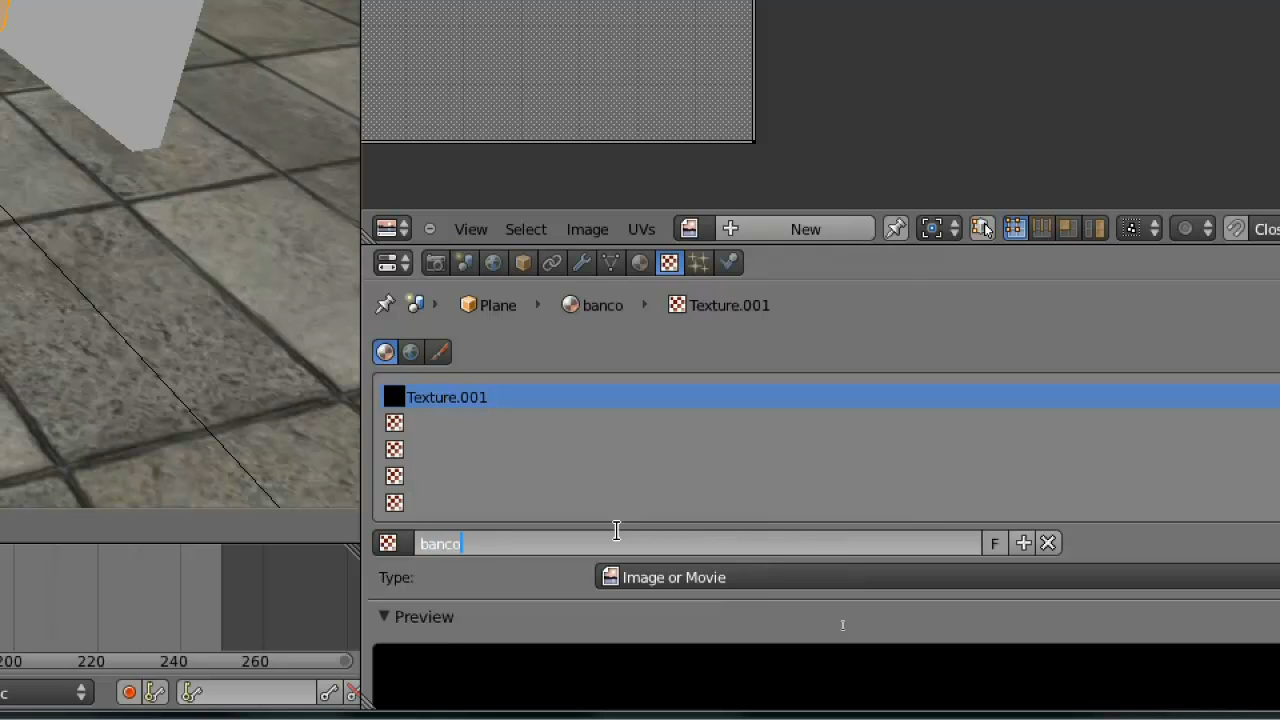 View Select Image UVs New Clos
Plane banco Texture.001
Texture.001
banco F
Type: Image or Movie
Preview
200 220 240 260
c